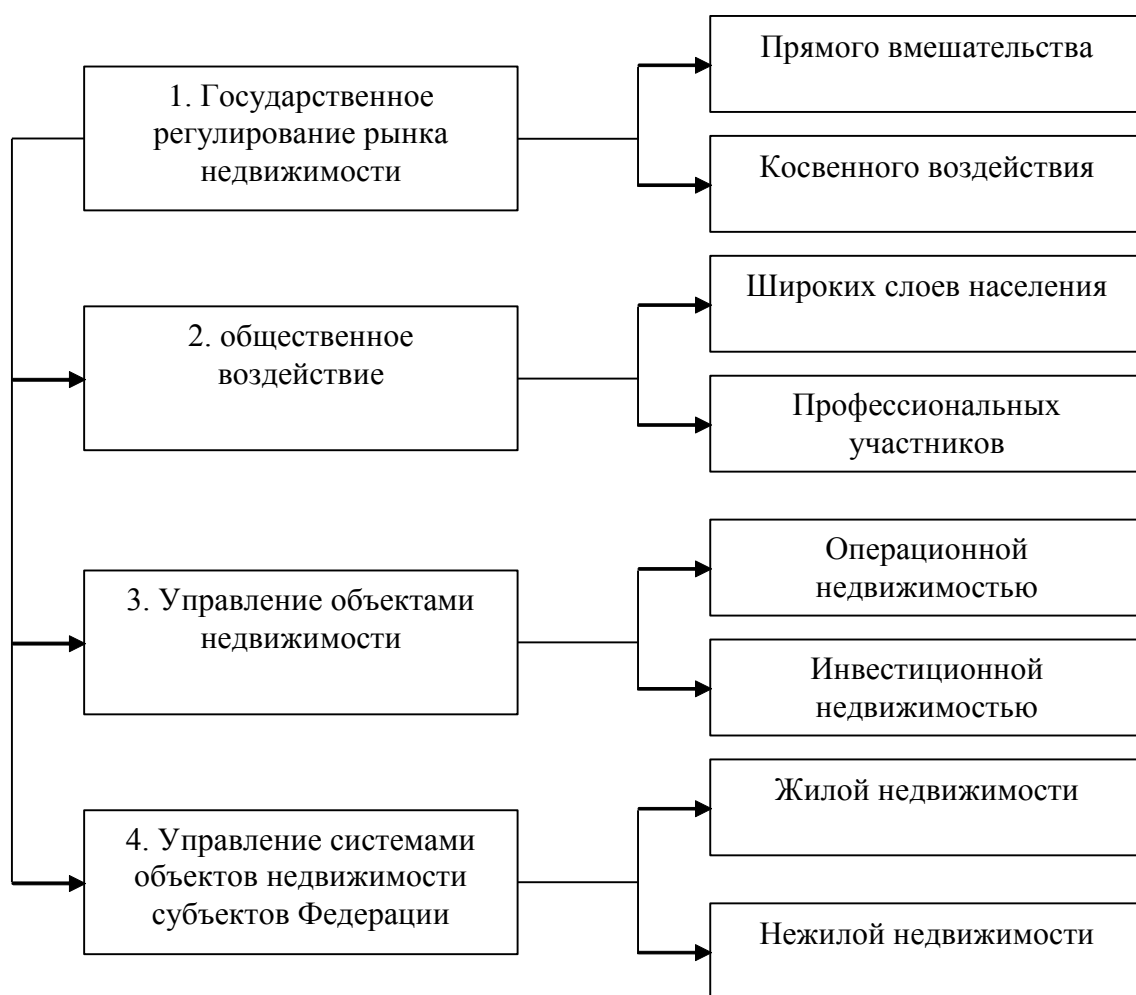 1. Государственное
регулирование рынка
недвижимости
Прямого вмешательства
Косвенного воздействия
2. общественное
воздействие
Широких слоев населения
Профессиональных
участников
3. Управление объектами
недвижимости
Операционной
недвижимостью
Инвестиционной
недвижимостью
4. Управление системами
объектов недвижимости
субъектов Федерации
Жилой недвижимости
Нежилой недвижимости